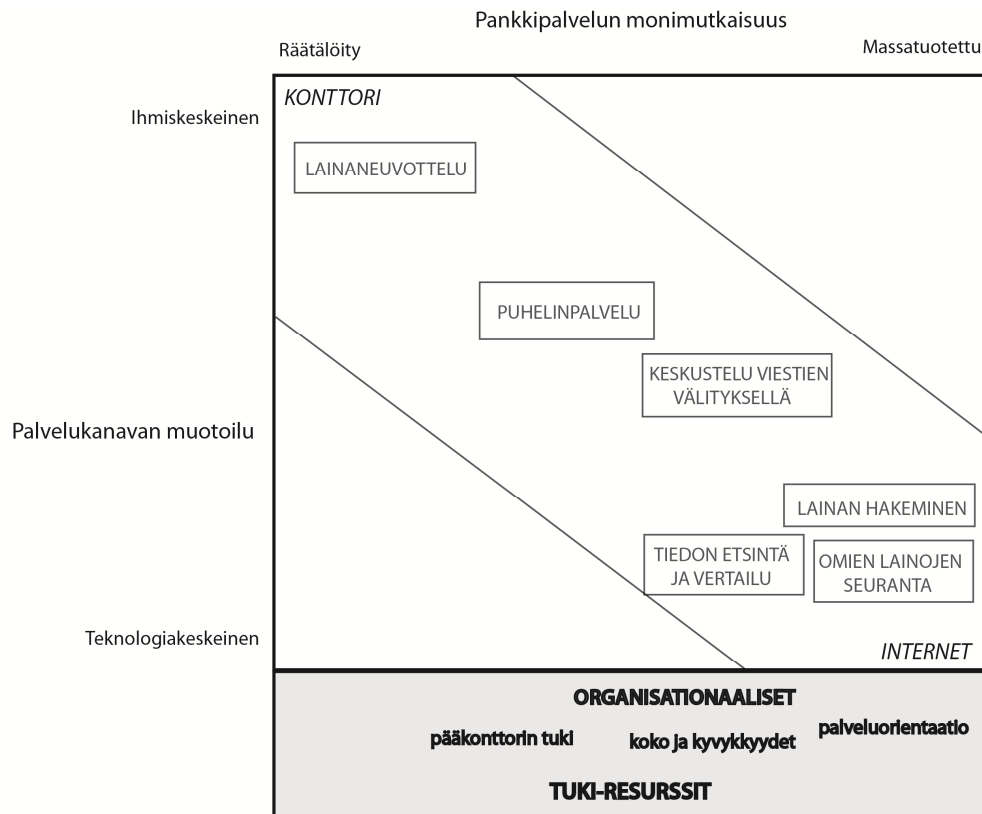 Pankkipalvelun monimutkaisuus
Räätälöity
Massatuotettu
KONTTORI
Ihmiskeskeinen
LAINANEUVOTTELU
PUHELINPALVELU
KESKUSTELU VIESTIEN
VÄLITYKSELLÄ
Palvelukanavan muotoilu
LAINAN HAKEMINEN
TIEDON ETSINTÄ
JA VERTAILU
OMIEN LAINOJEN
SEURANTA
Teknologiakeskeinen
INTERNET
ORGANISATIONAALISET
pääkonttorin tuki
koko ja kyvykkyydet
palveluorientaatio
TUKI-RESURSSIT